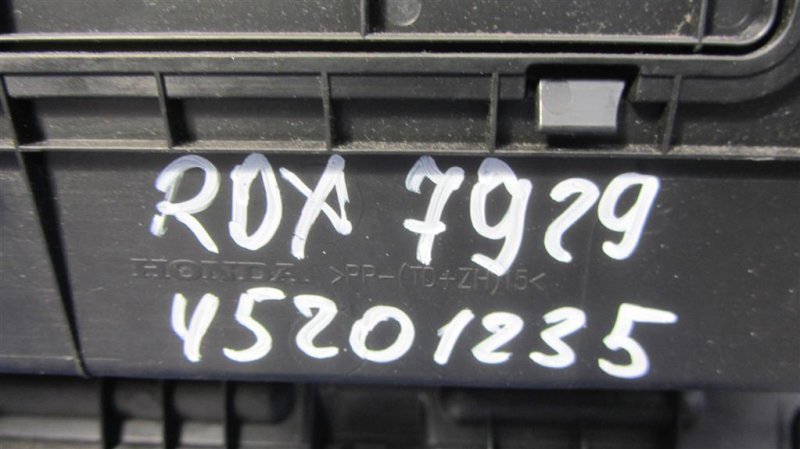 RDX 7929
HONDA >PP-(TD+ZH)15<
45201235